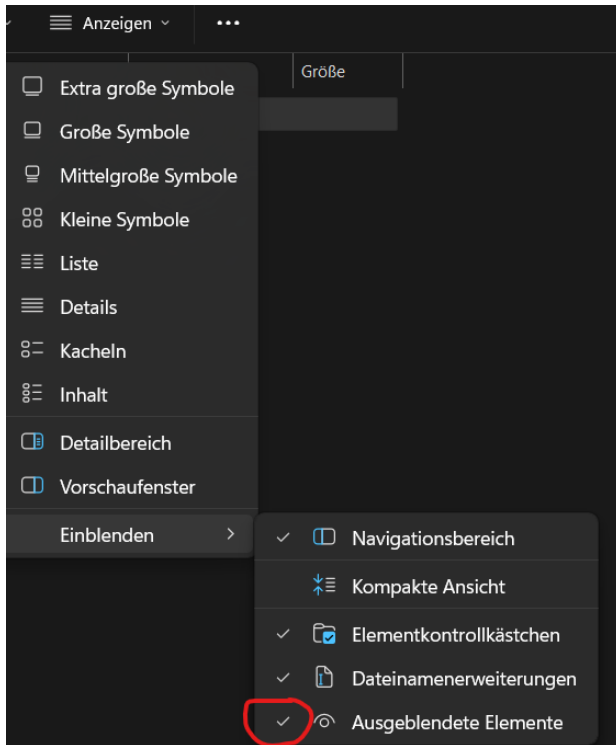 Anzeigen
Größe
Extra große Symbole
Große Symbole
Mittelgroße Symbole
Kleine Symbole
Liste
Details
Kacheln
Inhalt
Detailbereich
Vorschaufenster
Einblenden
Navigationsbereich
Kompakte Ansicht
Elementkontrollkästchen
Dateinamenerweiterungen
Ausgeblendete Elemente